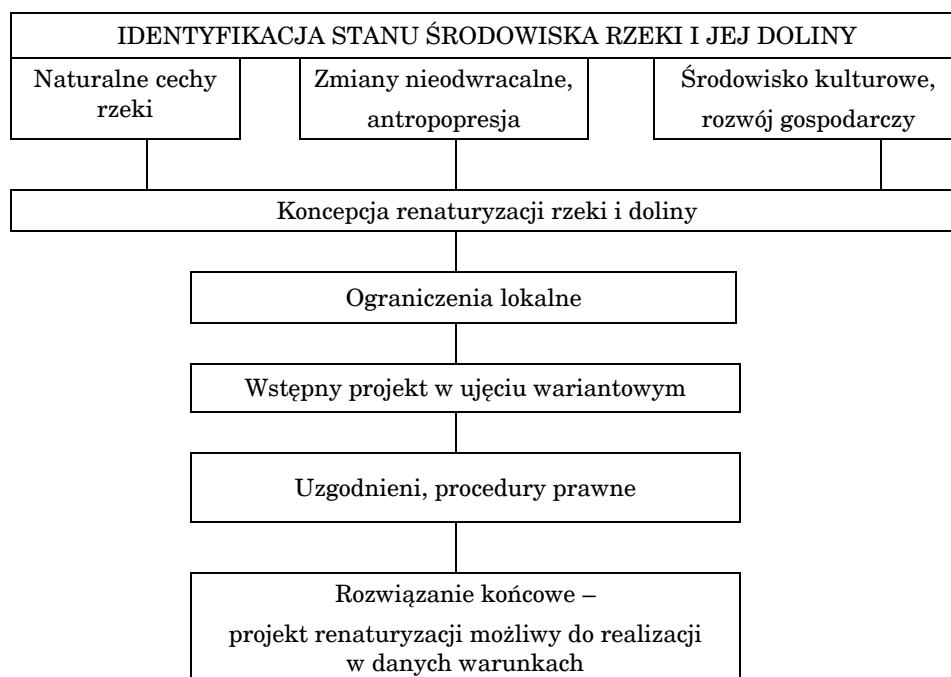 IDENTYFIKACJA STANU ŚRODOWISKA RZEKI I JEJ DOLINY
Naturalne cechy
rzeki
Zmiany nieodwracalne,
antropopresja
Środowisko kulturowe,
rozwój gospodarczy
Koncepcja renaturyzacji rzeki i doliny
Ograniczenia lokalne
Wstępny projekt w ujęciu wariantowym
Uzgodnieni, procedury prawne
Rozwiązanie końcowe –
projekt renaturyzacji możliwy do realizacji
w danych warunkach